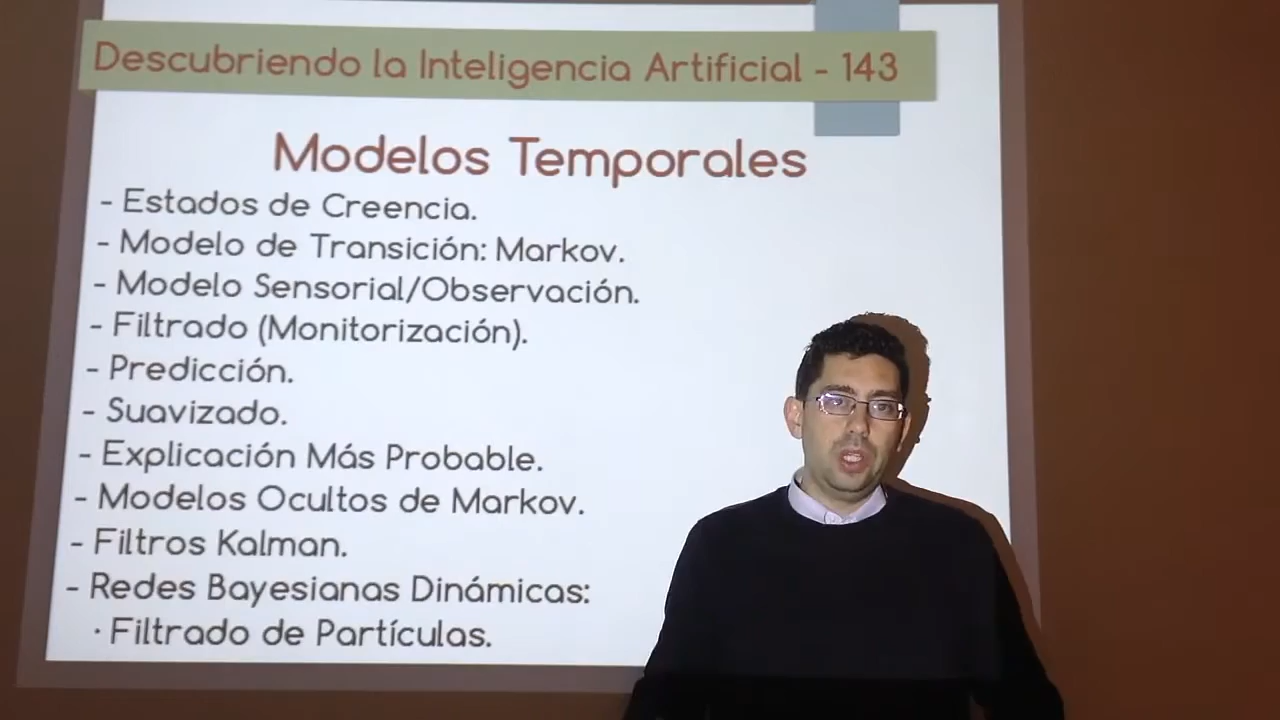 Descubriendo la Inteligencia Artificial - 143
Modelos Temporales
- Estados de Creencia.
- Modelo de Transición: Markov.
- Modelo Sensorial/Observación.
- Filtrado (Monitorización).
- Predicción.
- Suavizado.
- Explicación Más Probable.
- Modelos Ocultos de Markov.
- Filtros Kalman.
- Redes Bayesianas Dinámicas:
· Filtrado de Partículas.